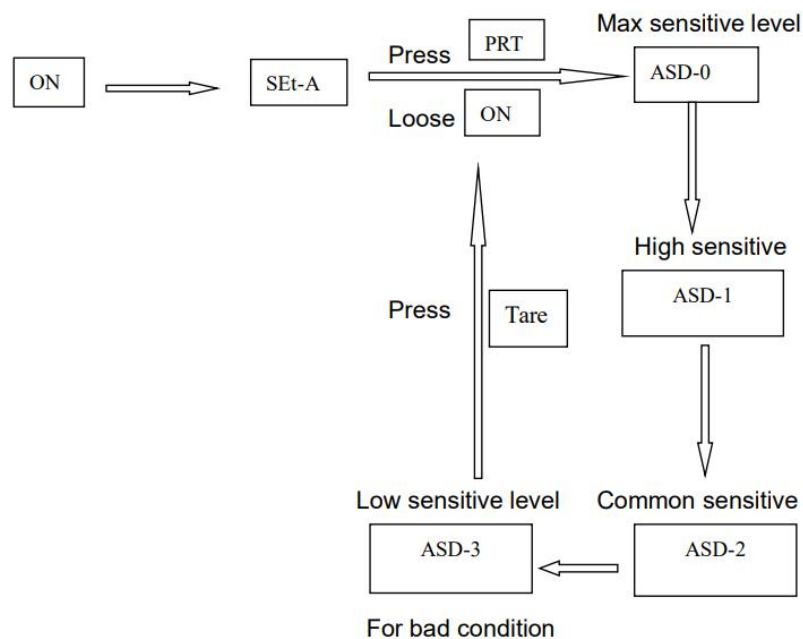 Max sensitive level
PRT
Press
ON
SEt-A
ASD-0
Loose
ON
High sensitive
ASD-1
Press
Tare
Low sensitive level
Common sensitive
ASD-3
ASD-2
For bad condition